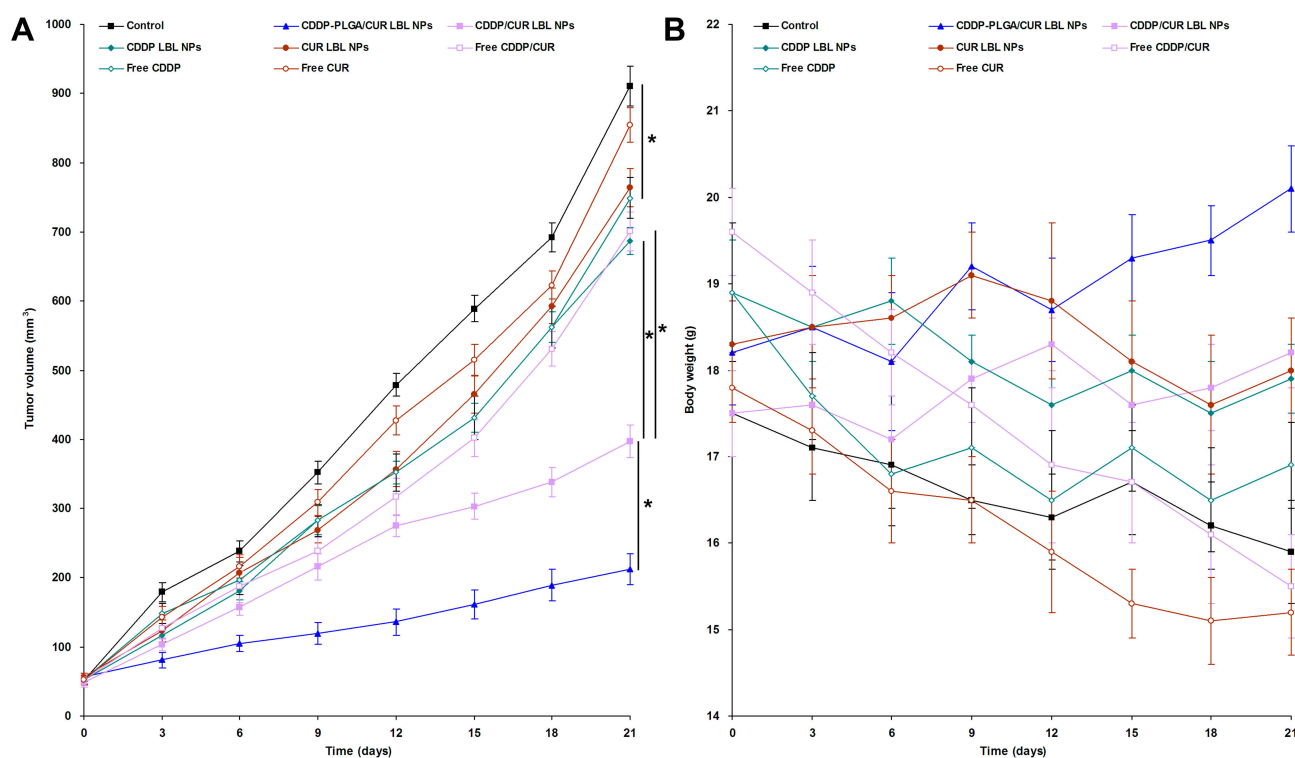 A
Control
CDDP-PLGA/CUR LBL NPs
CDDP/CUR LBL NPs
CDDP LBL NPs
CUR LBL NPs
Free CDDP/CUR
Free CDDP
Free CUR
1000
900
800
700
600
500
400
300
200
100
0
Tumor volume (mm³)
0 3 6 9 12 15 18 21
Time (days)
*
*
*
*
B
Control
CDDP-PLGA/CUR LBL NPs
CDDP/CUR LBL NPs
CDDP LBL NPs
CUR LBL NPs
Free CDDP/CUR
Free CDDP
Free CUR
22
21
20
19
18
17
16
15
14
Body weight (g)
0 3 6 9 12 15 18 21
Time (days)